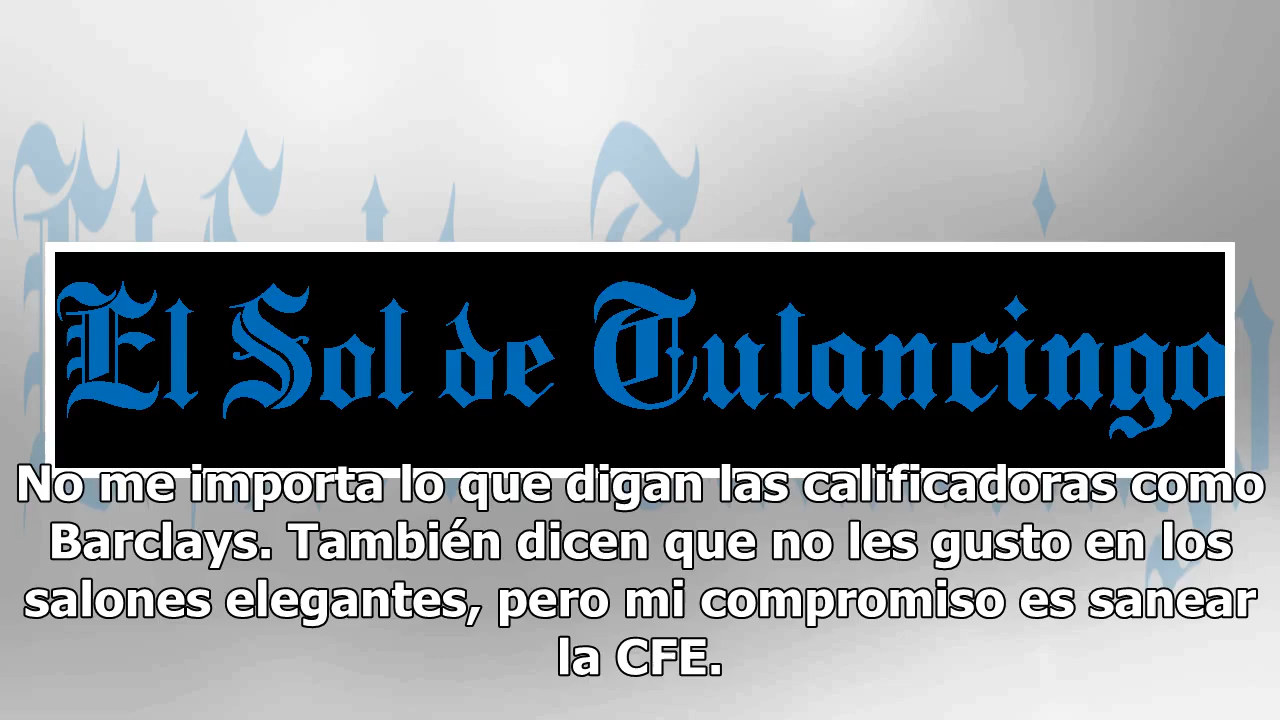 El Sol de Tulancingo
No me importa lo que digan las calificadoras como
Barclays. También dicen que no les gusto en los
salones elegantes, pero mi compromiso es sanear
la CFE.